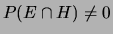 P(E ∩ H) ≠ 0